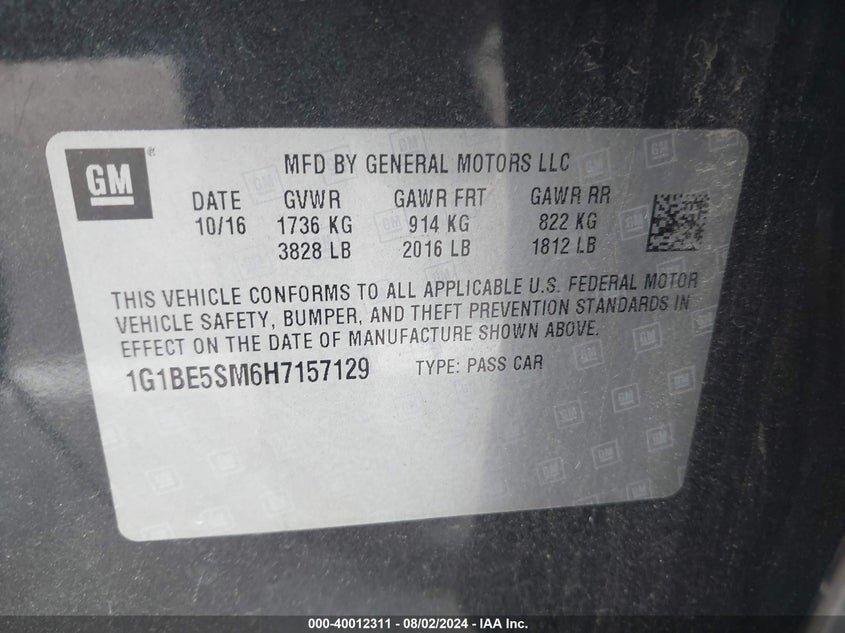 GM®
MFD BY GENERAL MOTORS LLC
DATE GVWR GAWR FRT GAWR RR
10/16 1736 KG 914 KG 822 KG
3828 LB 2016 LB 1812 LB
THIS VEHICLE CONFORMS TO ALL APPLICABLE U.S. FEDERAL MOTOR
VEHICLE SAFETY, BUMPER, AND THEFT PREVENTION STANDARDS IN
EFFECT ON THE DATE OF MANUFACTURE SHOWN ABOVE.
1G1BE5SM6H7157129 TYPE: PASS CAR
000-40012311 - 08/02/2024 - IAA Inc.